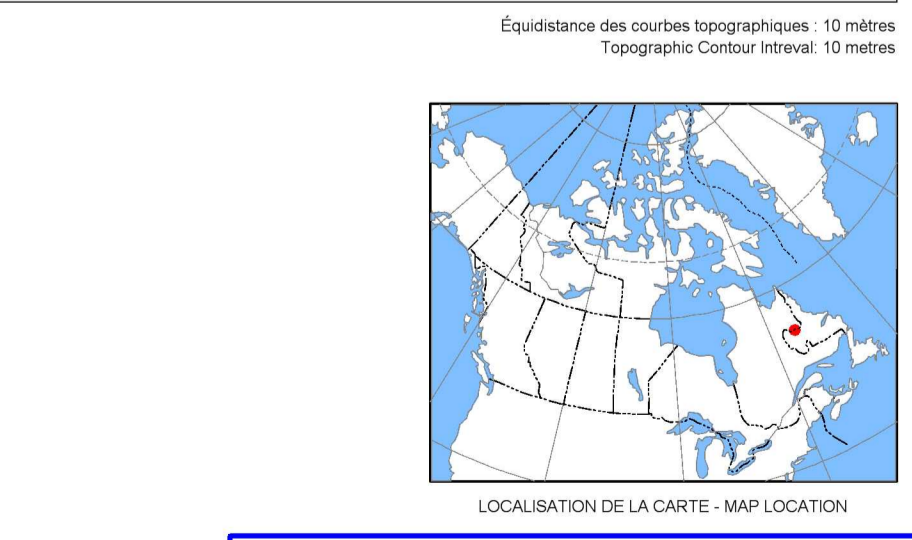 Équidistance des courbes topographiques : 10 mètres
Topographic Contour Intreval: 10 metres
LOCALISATION DE LA CARTE - MAP LOCATION